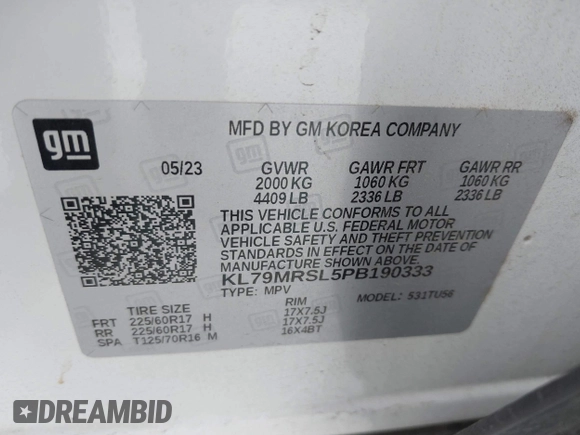 gm
MFD BY GM KOREA COMPANY
05/23 GVWR GAWR FRT GAWR RR
2000 KG 1060 KG 1060 KG
4409 LB 2336 LB 2336 LB
THIS VEHICLE CONFORMS TO ALL
APPLICABLE U.S. FEDERAL MOTOR
VEHICLE SAFETY AND THEFT PREVENTION
STANDARDS IN EFFECT ON THE DATE OF
MANUFACTURE SHOWN ABOVE.
KL79MRSL5PB190333
TYPE: MPV MODEL: 531TU56
TIRE SIZE RIM
FRT 225/60R17 H 17X7.5J
RR 225/60R17 H 17X7.5J
SPA T125/70R16 M 16X4BT
DREAMBID